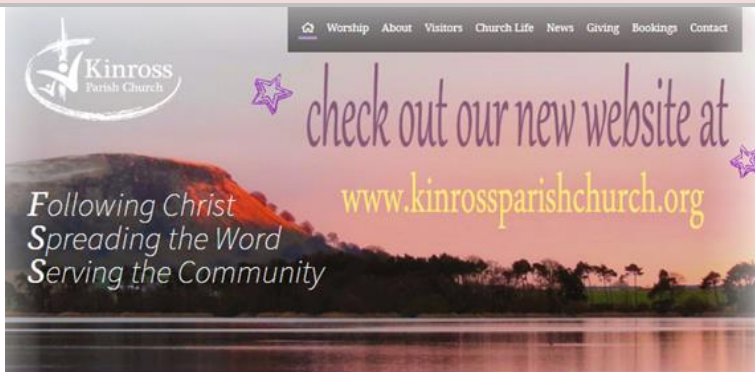 Worship About Visitors Church Life News Giving Bookings Contact
Kinross
Parish Church
check out our new website at
www.kinrossparishchurch.org
Following Christ
Spreading the Word
Serving the Community